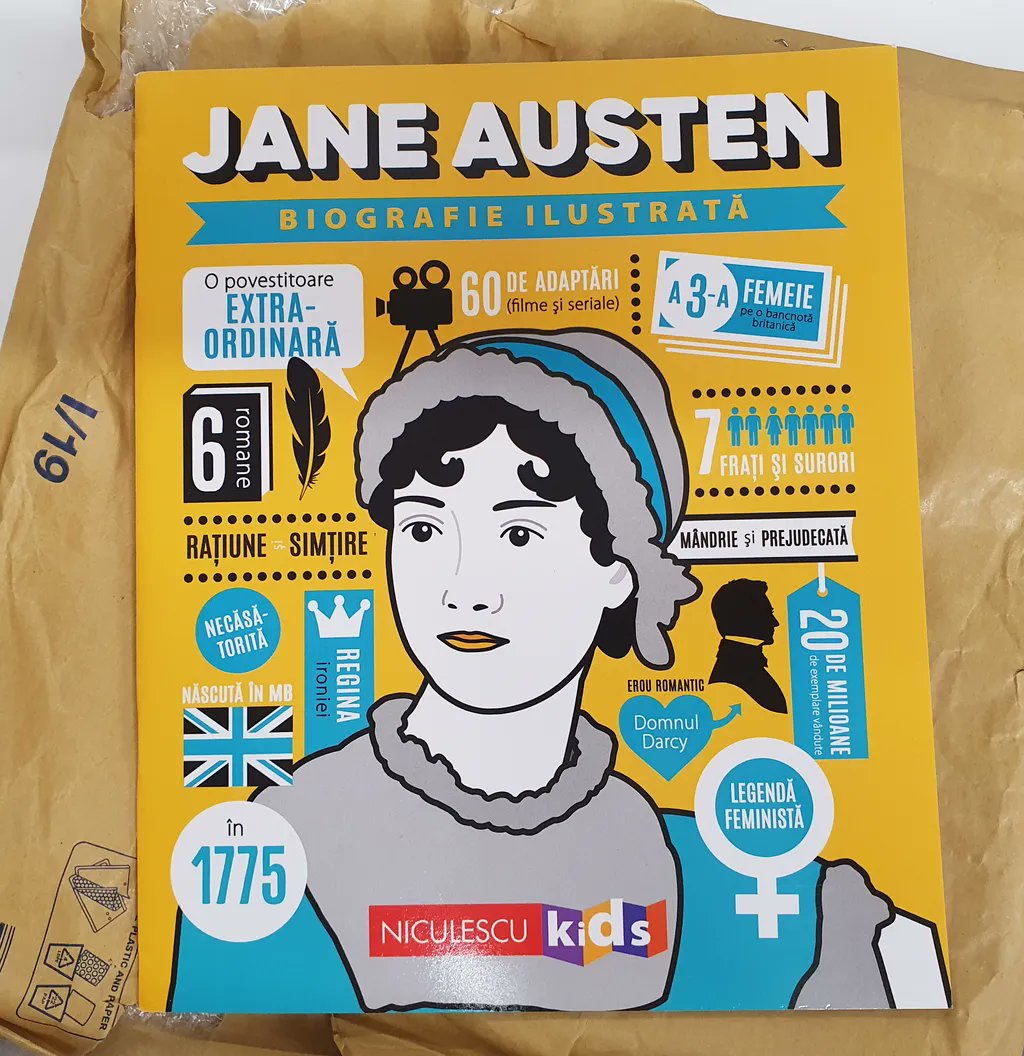 JANE AUSTEN
BIOGRAFIE ILUSTRATĂ
O povestitoare
EXTRA-
ORDINARĂ
60 DE ADAPTĂRI
(filme și seriale)
A 3-A FEMEIE
pe o bancnotă
britanică
6 romane
7 FRAȚI ȘI SURORI
RAȚIUNE și SIMȚIRE
MÂNDRIE și PREJUDECATĂ
NECĂSĂ-
TORITĂ
REGINA
ironiei
NĂSCUTĂ ÎN MB
în
1775
EROU ROMANTIC
Domnul
Darcy
20 DE MILIOANE
de exemplare vândute
LEGENDĂ
FEMINISTĂ
NICULESCU kids
I/19
PLASTIC AND PAPER